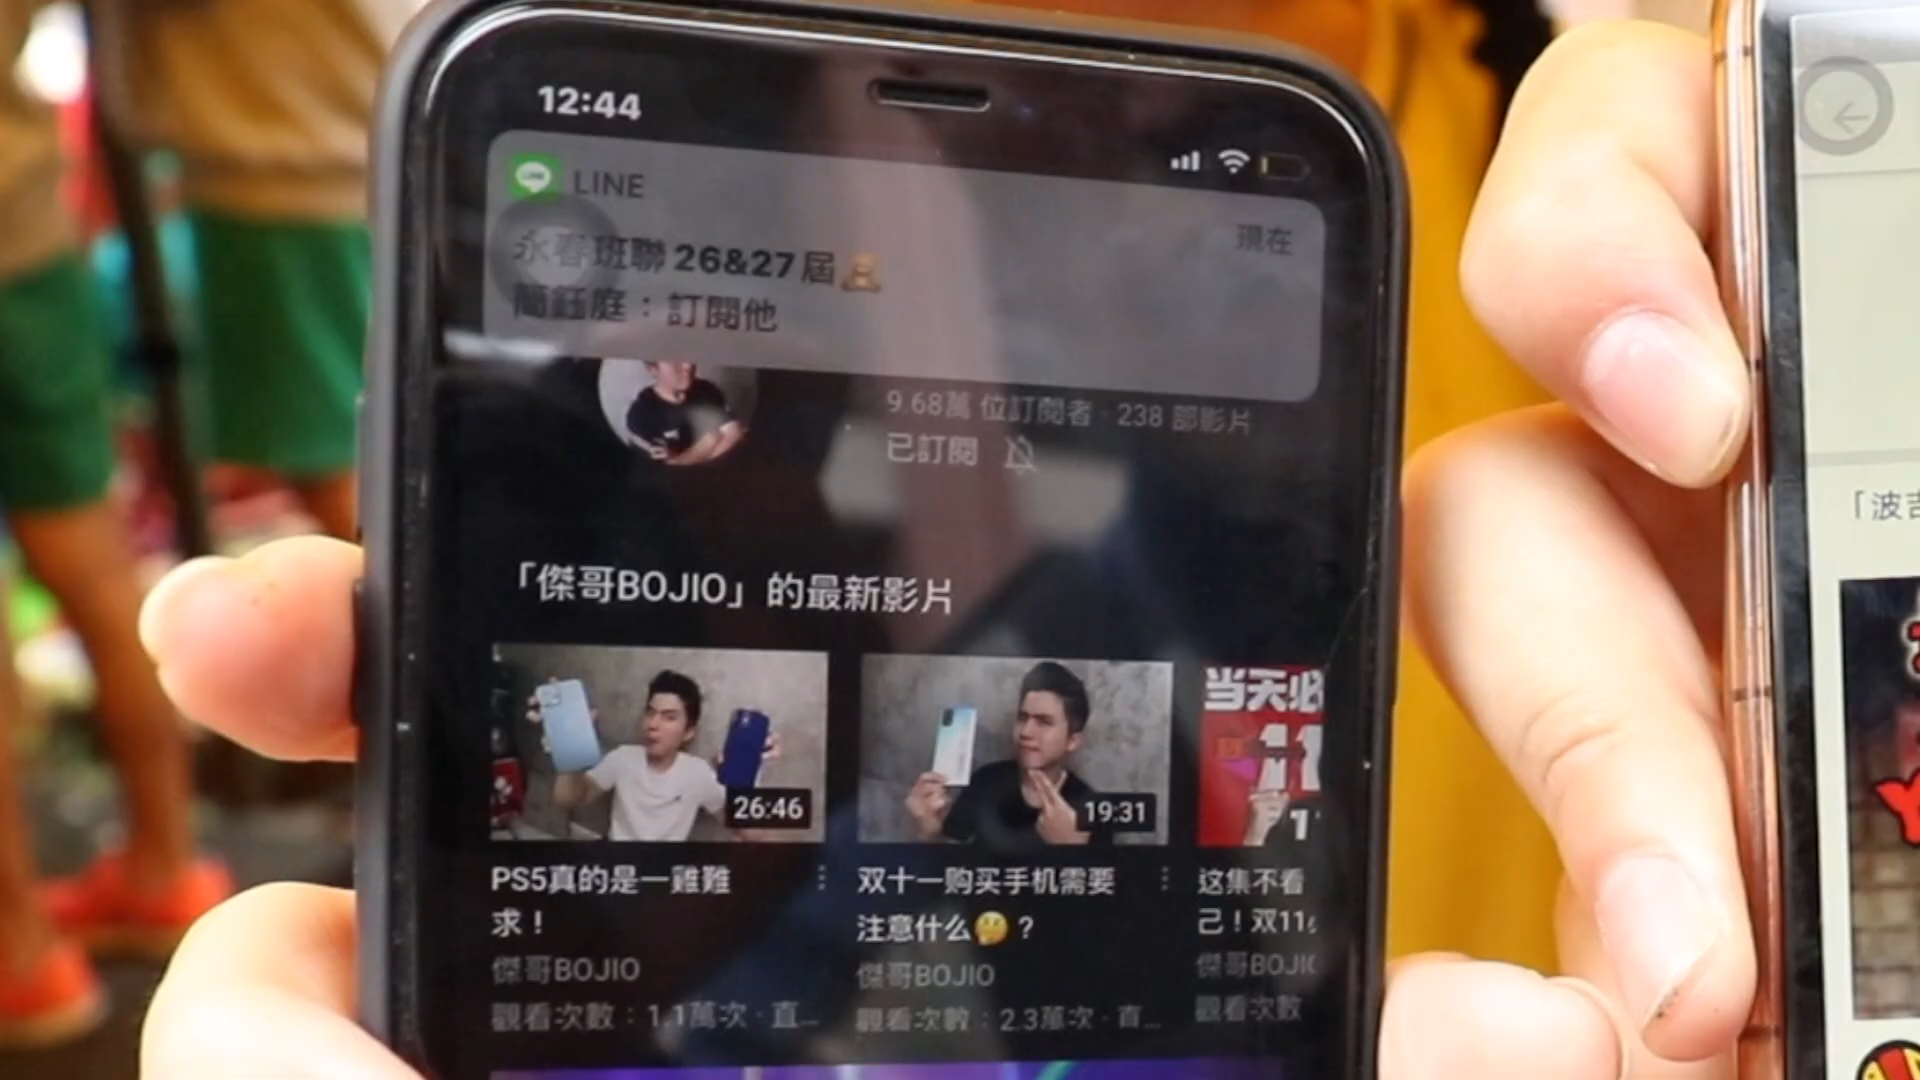 12:44
LINE
現在
永春班聯 26&27 屆
簡鈺庭：訂閱他
9.68萬 位訂閱者 · 238 部影片
已訂閱
「傑哥BOJIO」的最新影片
26:46
19:31
当天必
11
PS5真的是一雞難
求！
双十一购买手机需要
注意什么🤔？
这集不看
己！双11
傑哥BOJIO
傑哥BOJIO
傑哥BOJI
觀看次數：1.1萬次 · 直...
觀看次數：2.3萬次 · 直...
觀看次數
「波吉